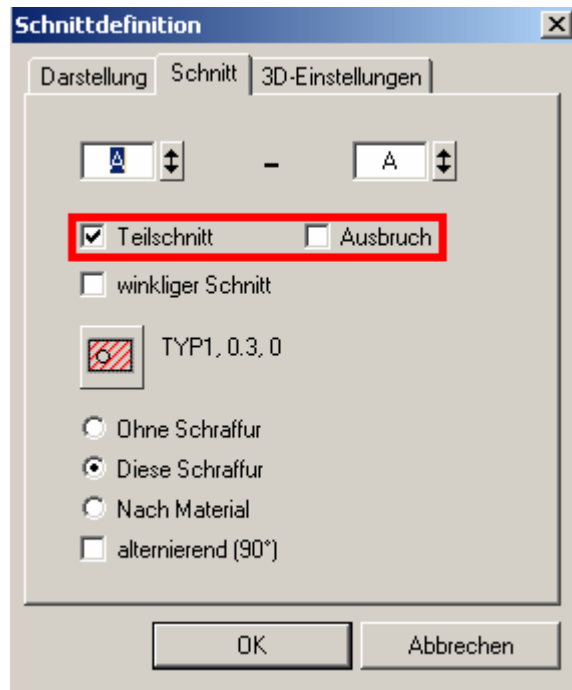 Schnittdefinition
Darstellung Schnitt 3D-Einstellungen
A - A
Teilschnitt Ausbruch
winkliger Schnitt
TYP1, 0.3, 0
Ohne Schraffur
Diese Schraffur
Nach Material
alternierend (90°)
OK Abbrechen